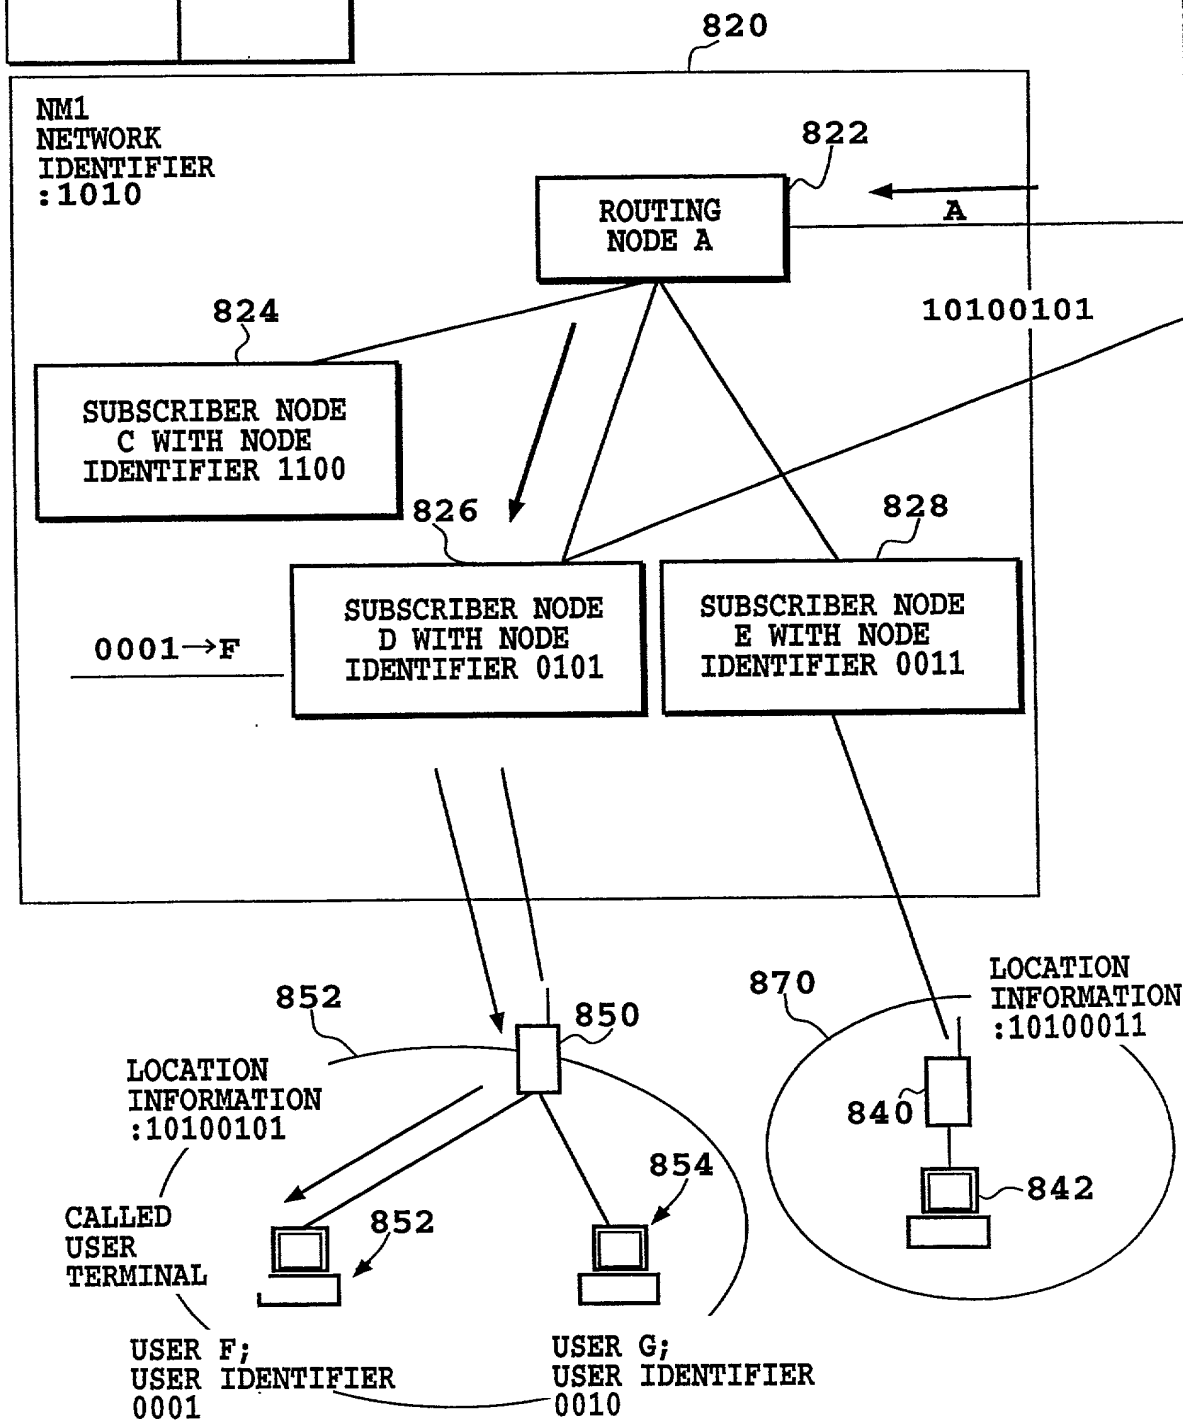 820
NM1
NETWORK
IDENTIFIER
:1010
822
ROUTING
NODE A
A
10100101
824
SUBSCRIBER NODE
C WITH NODE
IDENTIFIER 1100
826
828
SUBSCRIBER NODE
D WITH NODE
IDENTIFIER 0101
SUBSCRIBER NODE
E WITH NODE
IDENTIFIER 0011
0001→F
852
850
870
LOCATION
INFORMATION
:10100011
LOCATION
INFORMATION
:10100101
840
842
854
852
CALLED
USER
TERMINAL
USER F;
USER IDENTIFIER
0001
USER G;
USER IDENTIFIER
0010